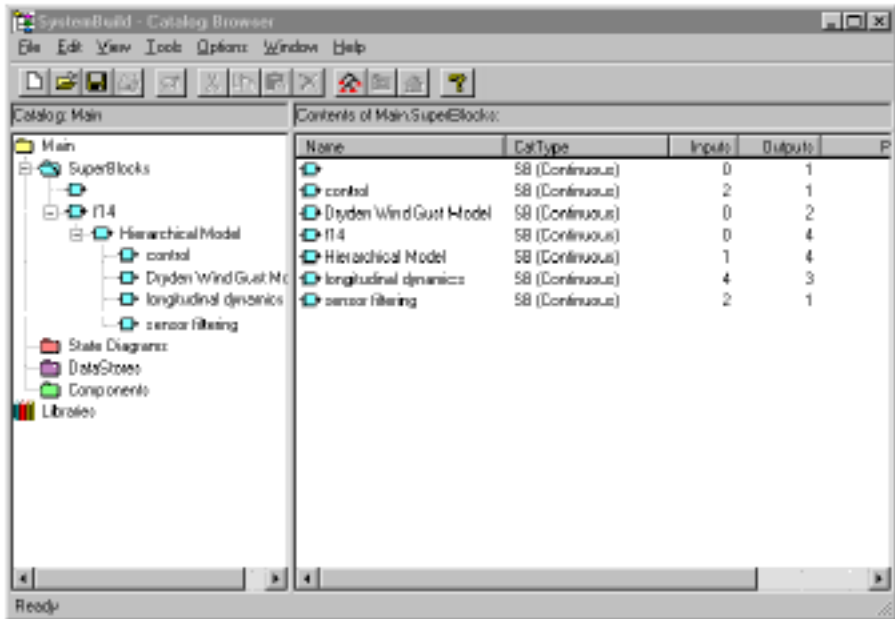 SystemBuild - Catalog Browser
File Edit View Tools Options Window Help
Catalog: Main
Contents of Main.SuperBlocks:
Main
SuperBlocks
f14
Hierarchical Model
control
Dryden Wind Gust Mo
longitudinal dynamics
sensor filtering
State Diagrams
DataStores
Components
Libraries
Name CatType Inputs Outputs P
SB (Continuous) 0 1
control SB (Continuous) 2 1
Dryden Wind Gust Model SB (Continuous) 0 2
f14 SB (Continuous) 0 4
Hierarchical Model SB (Continuous) 1 4
longitudinal dynamics SB (Continuous) 4 3
sensor filtering SB (Continuous) 2 1
Ready